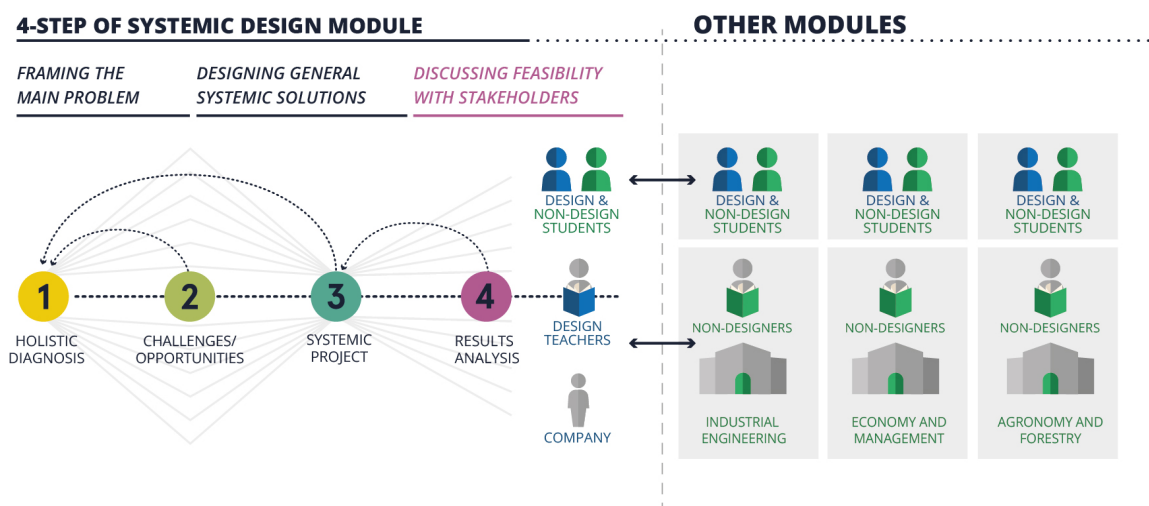 4-STEP OF SYSTEMIC DESIGN MODULE
OTHER MODULES
FRAMING THE
MAIN PROBLEM
DESIGNING GENERAL
SYSTEMIC SOLUTIONS
DISCUSSING FEASIBILITY
WITH STAKEHOLDERS
1
HOLISTIC
DIAGNOSIS
2
CHALLENGES/
OPPORTUNITIES
3
SYSTEMIC
PROJECT
4
RESULTS
ANALYSIS
DESIGN &
NON-DESIGN
STUDENTS
DESIGN
TEACHERS
COMPANY
DESIGN &
NON-DESIGN
STUDENTS
DESIGN &
NON-DESIGN
STUDENTS
DESIGN &
NON-DESIGN
STUDENTS
NON-DESIGNERS
NON-DESIGNERS
NON-DESIGNERS
INDUSTRIAL
ENGINEERING
ECONOMY AND
MANAGEMENT
AGRONOMY AND
FORESTRY